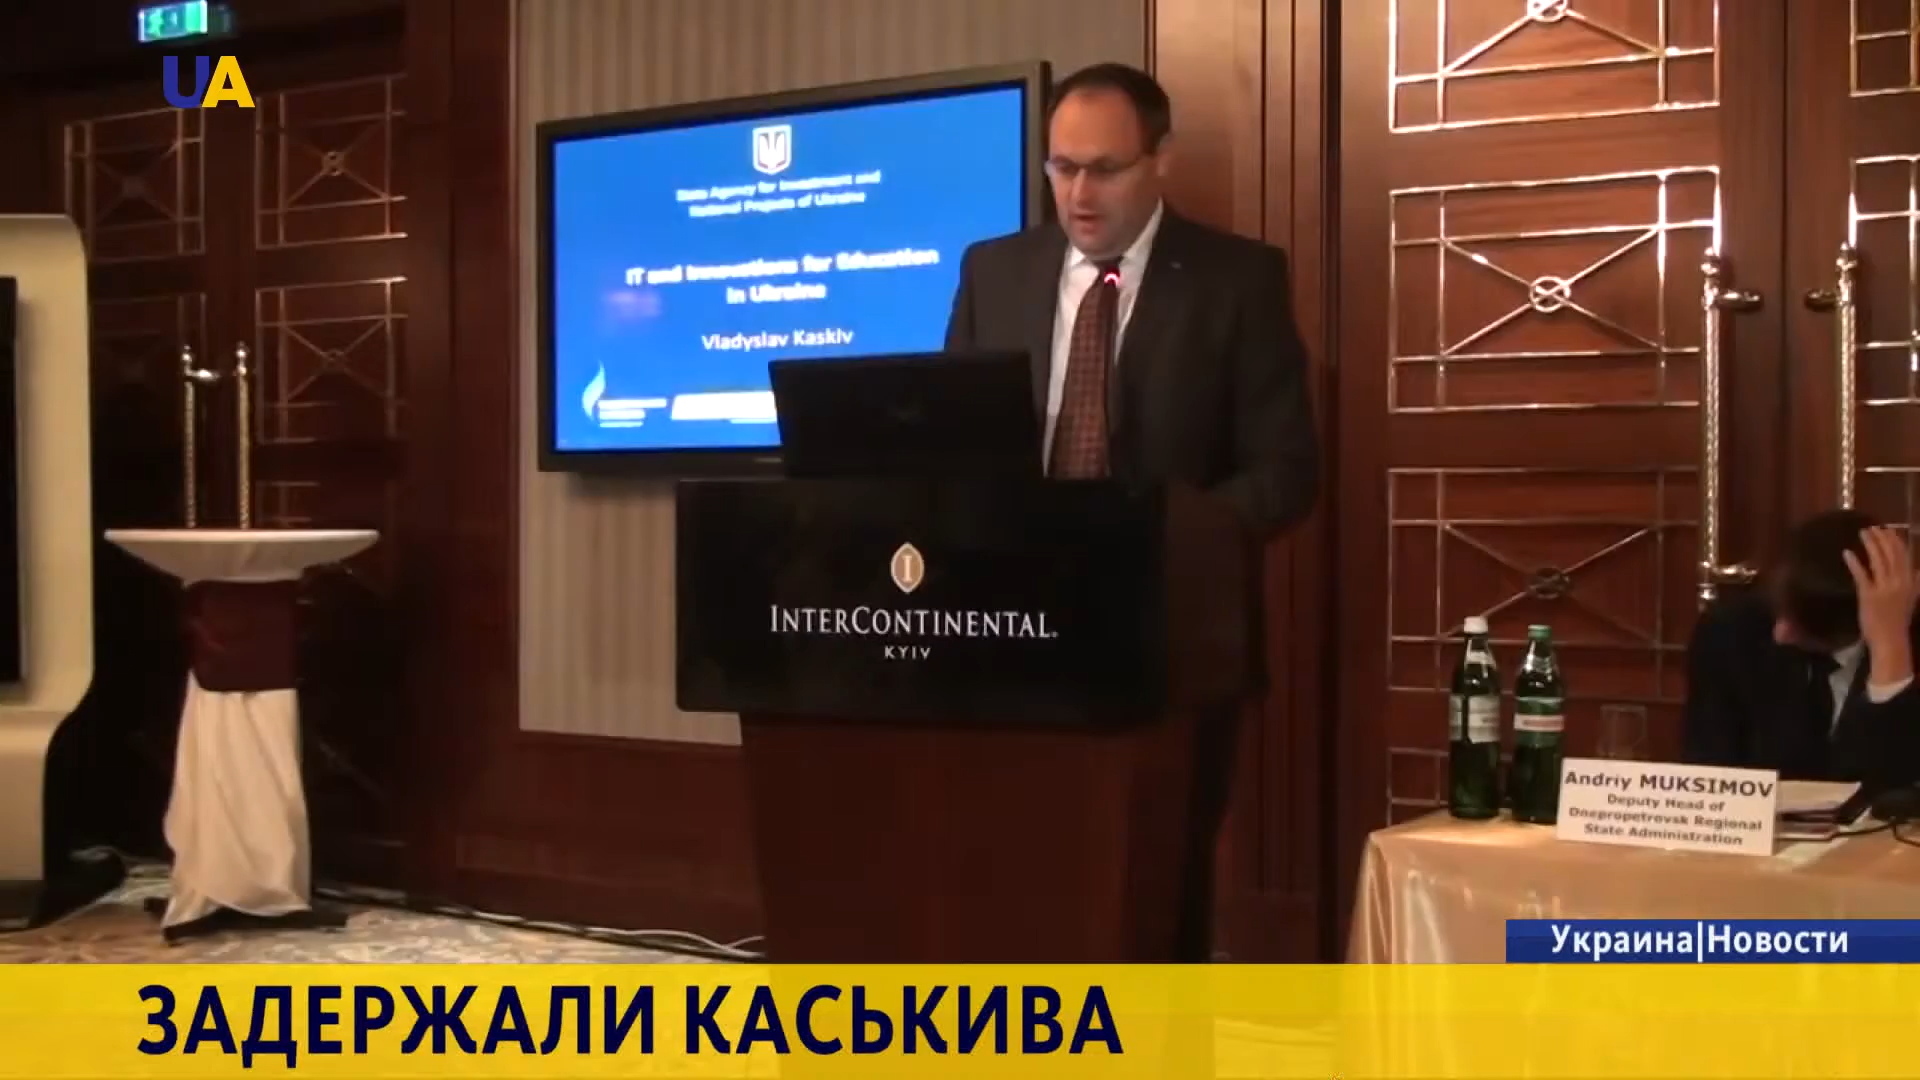 UA
State Agency for Investment and
National Projects of Ukraine
IT and Innovations for Education
in Ukraine
Vladyslav Kaskiv
I
INTERCONTINENTAL.
KYIV
Andriy MUKSIMOV
Deputy Head of
Dnepropetrovsk Regional
State Administration
Украина|Новости
ЗАДЕРЖАЛИ КАСЬКИВА